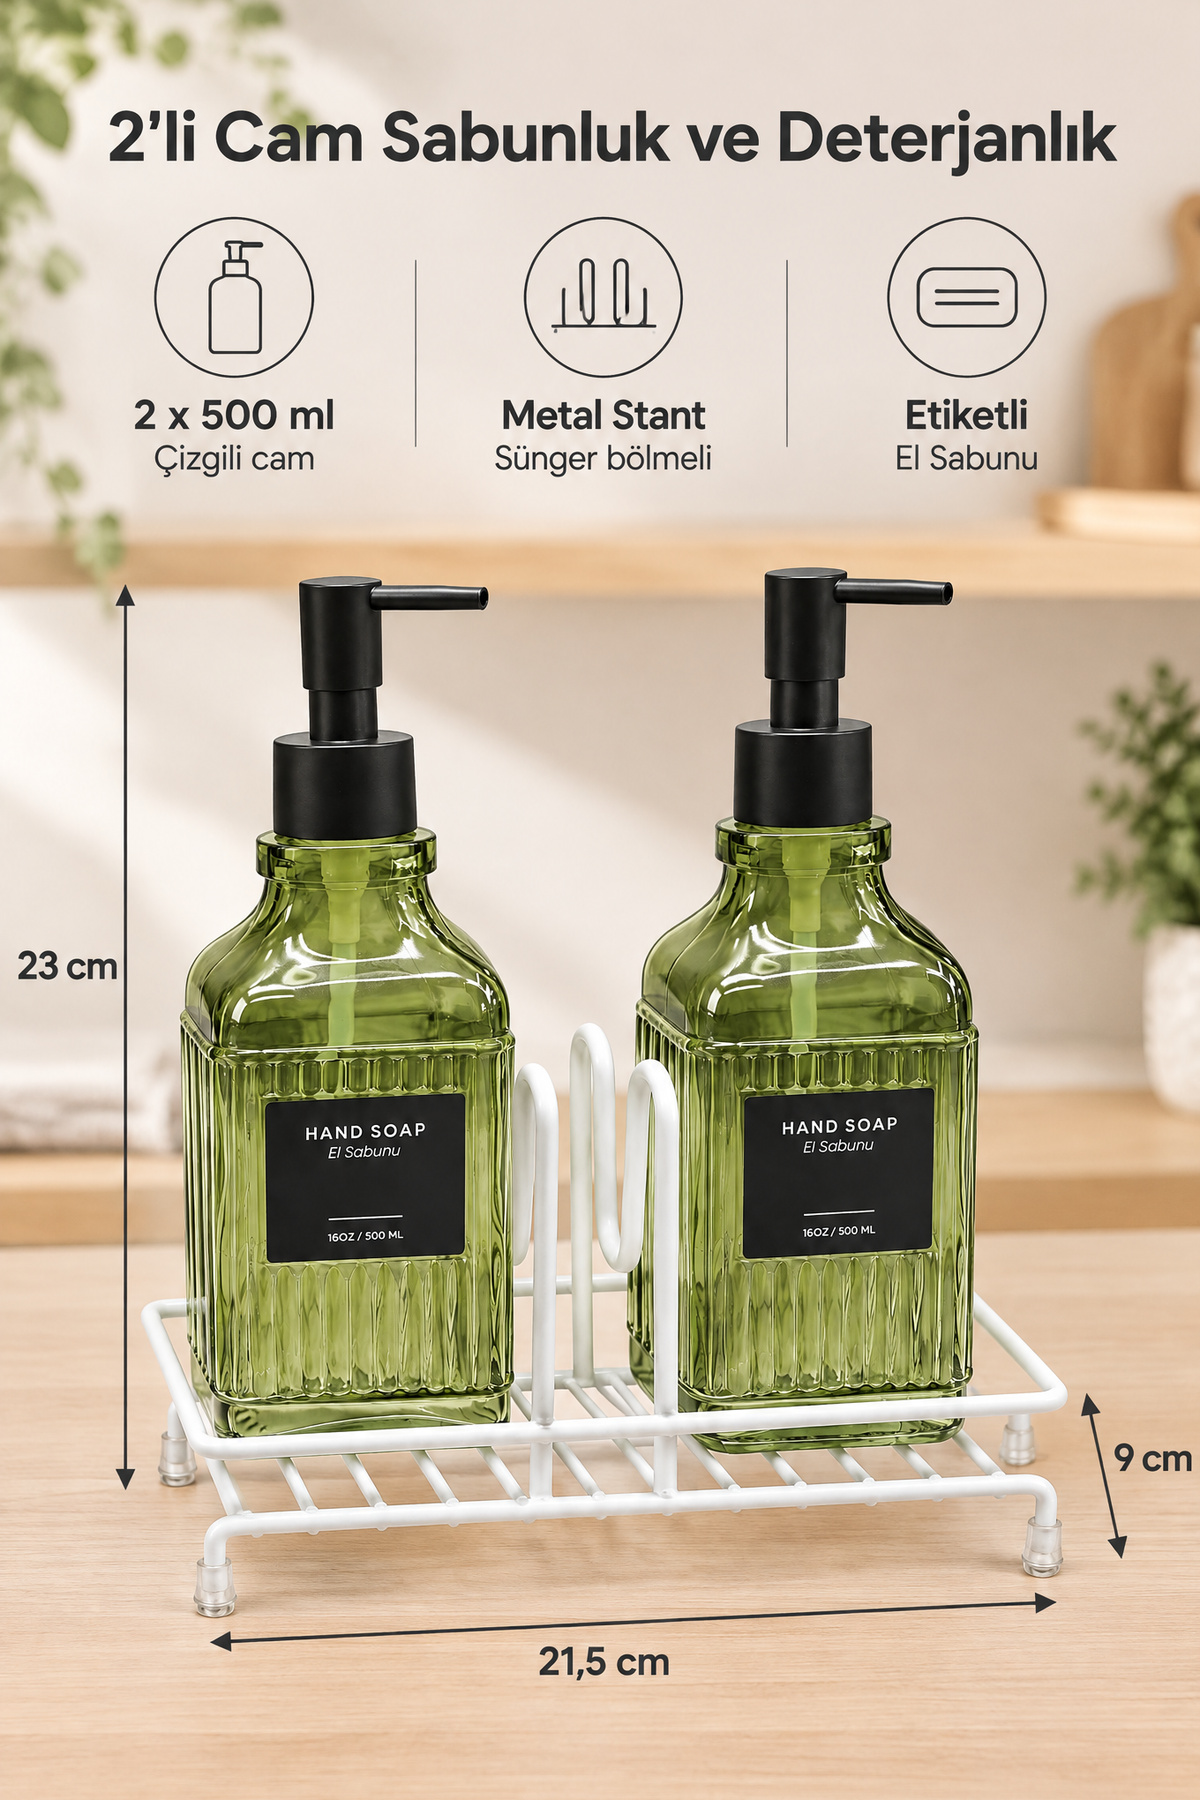 2’li Cam Sabunluk ve Deterjanlık
2 x 500 ml
Çizgili cam
Metal Stant
Sünger bölmeli
Etiketli
El Sabunu
23 cm
HAND SOAP
El Sabunu
16OZ / 500 ML
HAND SOAP
El Sabunu
16OZ / 500 ML
9 cm
21,5 cm